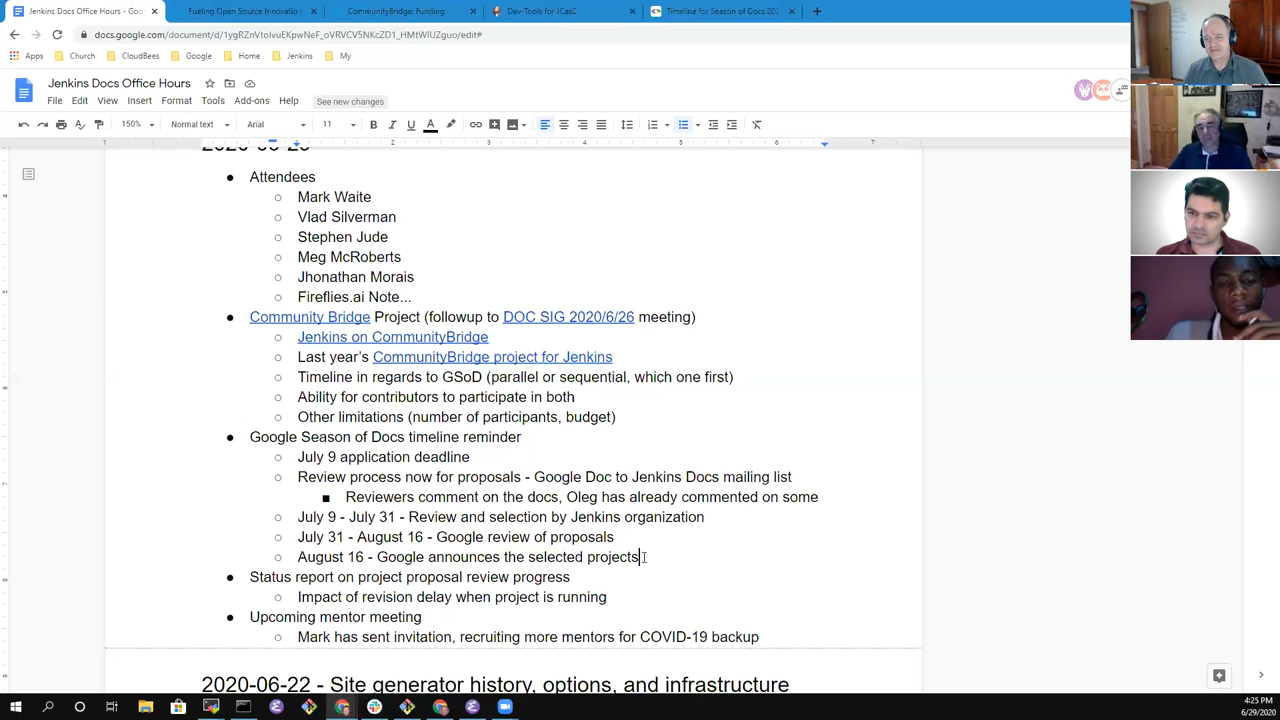 Jenkins Docs Office Hours - Goo
Fueling Open Source Innovation
CommunityBridge: Funding
Dev-Tools for JCasC
Timeline for Season of Docs 202
docs.google.com/document/d/1ygRZnVtoIvuEKpwNeF_oVRVCV5NKcZD1_HMtWIUZguo/edit#
Apps Church CloudBees Google Home Jenkins My
Jenkins Docs Office Hours
File Edit View Insert Format Tools Add-ons Help See new changes
150% Normal text Arial 11 B I U A
1 1 2 3 4 5 6 7
Attendees
Mark Waite
Vlad Silverman
Stephen Jude
Meg McRoberts
Jhonathan Morais
Fireflies.ai Note...
Community Bridge Project (followup to DOC SIG 2020/6/26 meeting)
Jenkins on CommunityBridge
Last year's CommunityBridge project for Jenkins
Timeline in regards to GSoD (parallel or sequential, which one first)
Ability for contributors to participate in both
Other limitations (number of participants, budget)
Google Season of Docs timeline reminder
July 9 application deadline
Review process now for proposals - Google Doc to Jenkins Docs mailing list
Reviewers comment on the docs, Oleg has already commented on some
July 9 - July 31 - Review and selection by Jenkins organization
July 31 - August 16 - Google review of proposals
August 16 - Google announces the selected projects
Status report on project proposal review progress
Impact of revision delay when project is running
Upcoming mentor meeting
Mark has sent invitation, recruiting more mentors for COVID-19 backup
2020-06-22 - Site generator history, options, and infrastructure
4:25 PM
6/29/2020